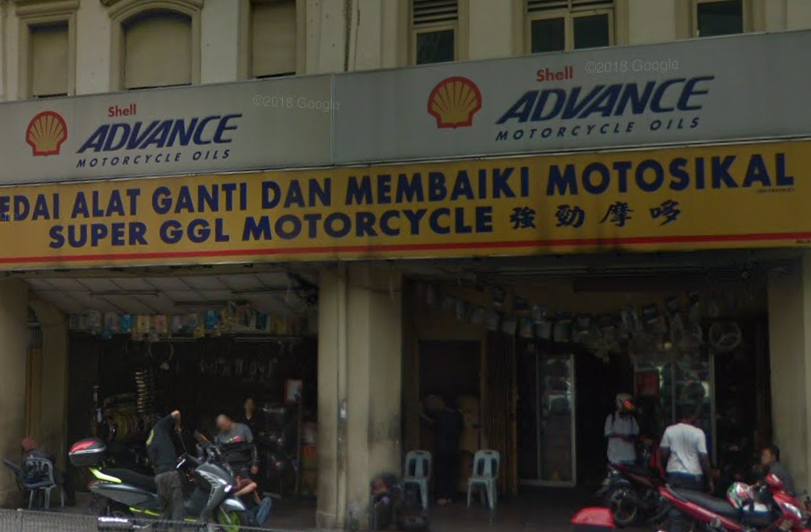 ©2018 Google
©2018 Google
Shell
ADVANCE
MOTORCYCLE OILS
Shell
ADVANCE
MOTORCYCLE OILS
EDAI ALAT GANTI DAN MEMBAIKI MOTOSIKAL
SUPER GGL MOTORCYCLE 強勁摩哆